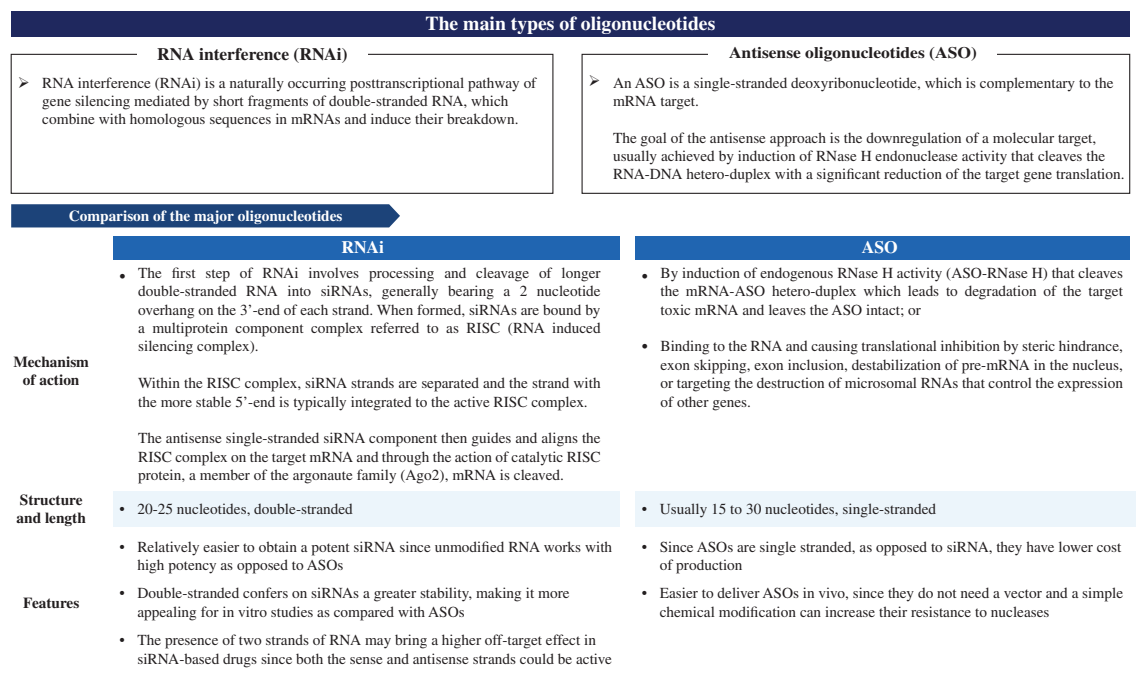 The main types of oligonucleotides
RNA interference (RNAi)
➢ RNA interference (RNAi) is a naturally occurring posttranscriptional pathway of
gene silencing mediated by short fragments of double-stranded RNA, which
combine with homologous sequences in mRNAs and induce their breakdown.
Antisense oligonucleotides (ASO)
➢ An ASO is a single-stranded deoxyribonucleotide, which is complementary to the
mRNA target.
The goal of the antisense approach is the downregulation of a molecular target,
usually achieved by induction of RNase H endonuclease activity that cleaves the
RNA-DNA hetero-duplex with a significant reduction of the target gene translation.
Comparison of the major oligonucleotides
RNAi
ASO
Mechanism
of action
• The first step of RNAi involves processing and cleavage of longer
double-stranded RNA into siRNAs, generally bearing a 2 nucleotide
overhang on the 3’-end of each strand. When formed, siRNAs are bound by
a multiprotein component complex referred to as RISC (RNA induced
silencing complex).
Within the RISC complex, siRNA strands are separated and the strand with
the more stable 5’-end is typically integrated to the active RISC complex.
The antisense single-stranded siRNA component then guides and aligns the
RISC complex on the target mRNA and through the action of catalytic RISC
protein, a member of the argonaute family (Ago2), mRNA is cleaved.
• By induction of endogenous RNase H activity (ASO-RNase H) that cleaves
the mRNA-ASO hetero-duplex which leads to degradation of the target
toxic mRNA and leaves the ASO intact; or
• Binding to the RNA and causing translational inhibition by steric hindrance,
exon skipping, exon inclusion, destabilization of pre-mRNA in the nucleus,
or targeting the destruction of microsomal RNAs that control the expression
of other genes.
Structure
and length
• 20-25 nucleotides, double-stranded
• Usually 15 to 30 nucleotides, single-stranded
Features
• Relatively easier to obtain a potent siRNA since unmodified RNA works with
high potency as opposed to ASOs
• Double-stranded confers on siRNAs a greater stability, making it more
appealing for in vitro studies as compared with ASOs
• The presence of two strands of RNA may bring a higher off-target effect in
siRNA-based drugs since both the sense and antisense strands could be active
• Since ASOs are single stranded, as opposed to siRNA, they have lower cost
of production
• Easier to deliver ASOs in vivo, since they do not need a vector and a simple
chemical modification can increase their resistance to nucleases